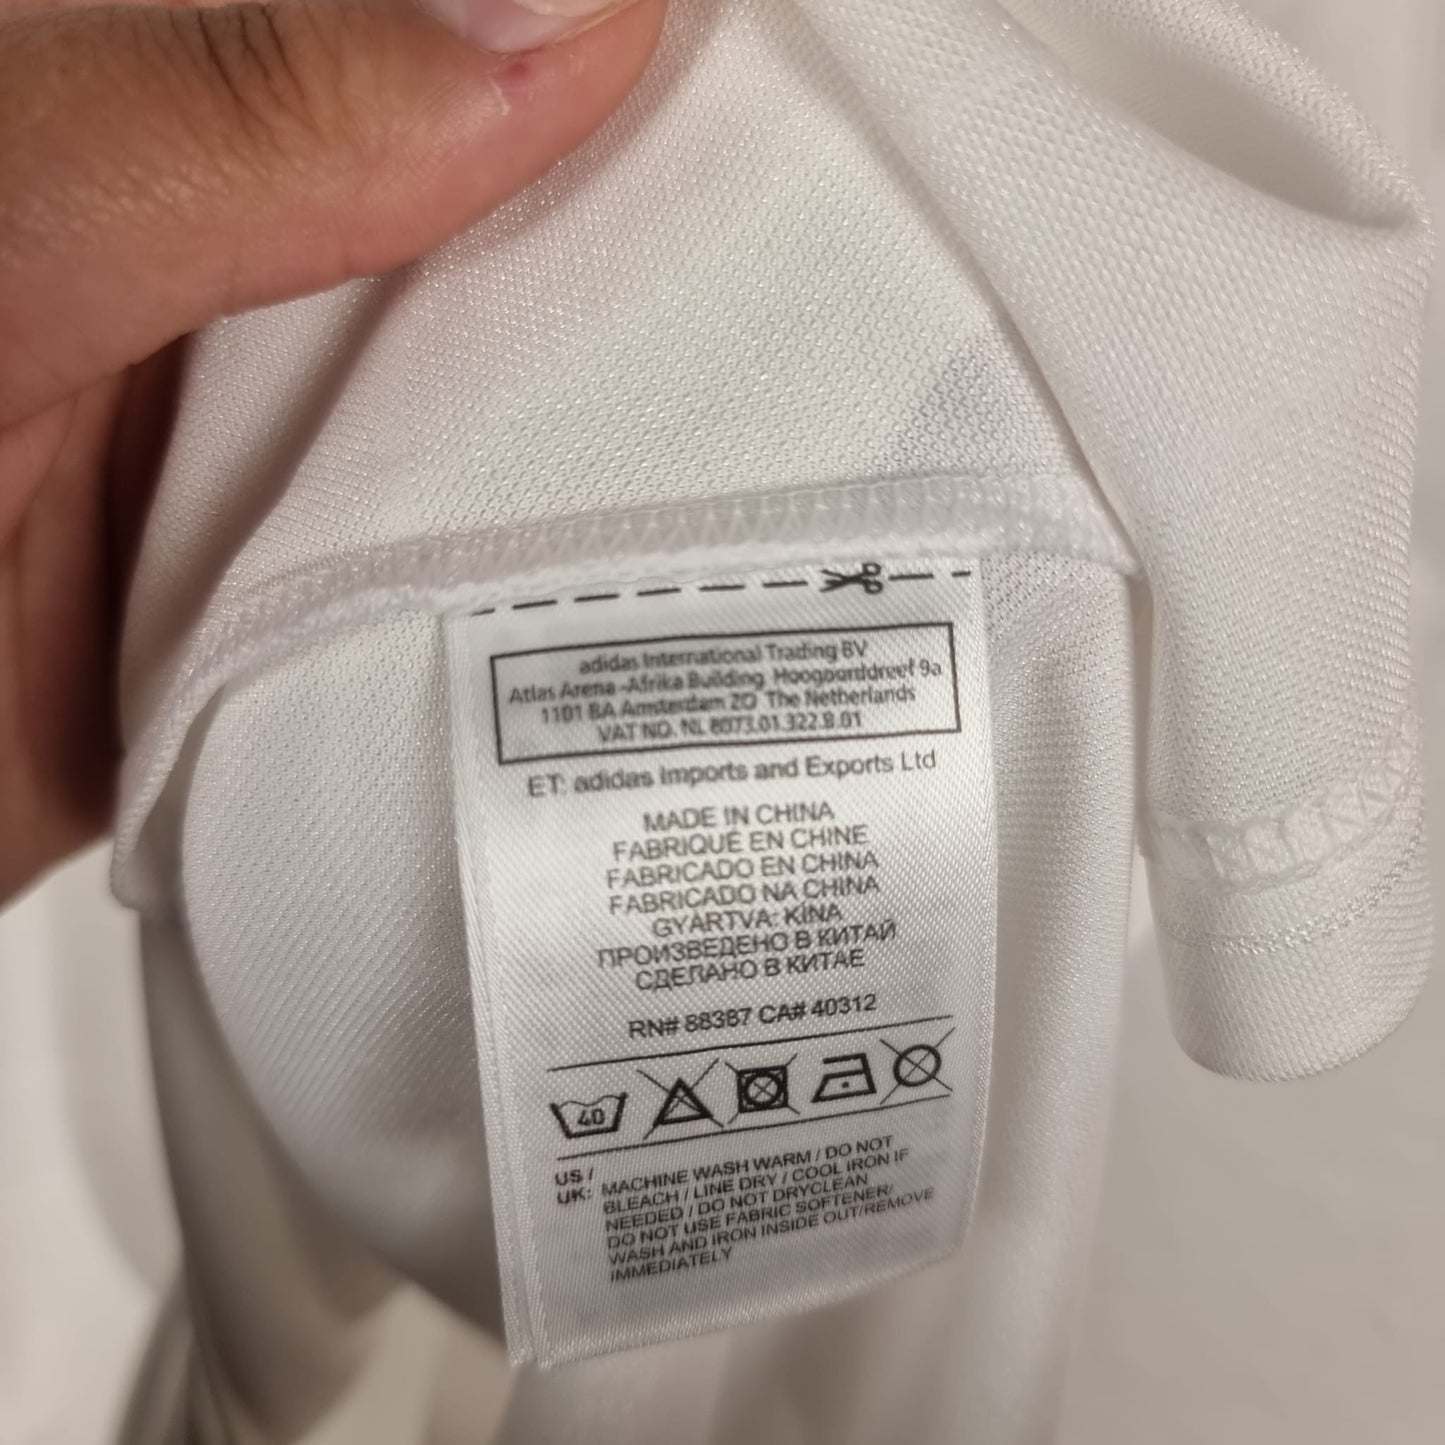 adidas International Trading BV
Atlas Arena -Afrika Building Hoogoorddreef 9a
1101 BA Amsterdam ZO The Netherlands
VAT NO. NL 8073.01.322.B.01
ET: adidas Imports and Exports Ltd
MADE IN CHINA
FABRIQUÉ EN CHINE
FABRICADO EN CHINA
FABRICADO NA CHINA
GYÁRTVA: KÍNA
ПРОИЗВЕДЕНО В КИТАЙ
СДЕЛАНО В КИТАЕ
RN# 88387 CA# 40312
40
US / UK: MACHINE WASH WARM / DO NOT
BLEACH / LINE DRY / COOL IRON IF
NEEDED / DO NOT DRYCLEAN
DO NOT USE FABRIC SOFTENER/
WASH AND IRON INSIDE OUT/REMOVE
IMMEDIATELY